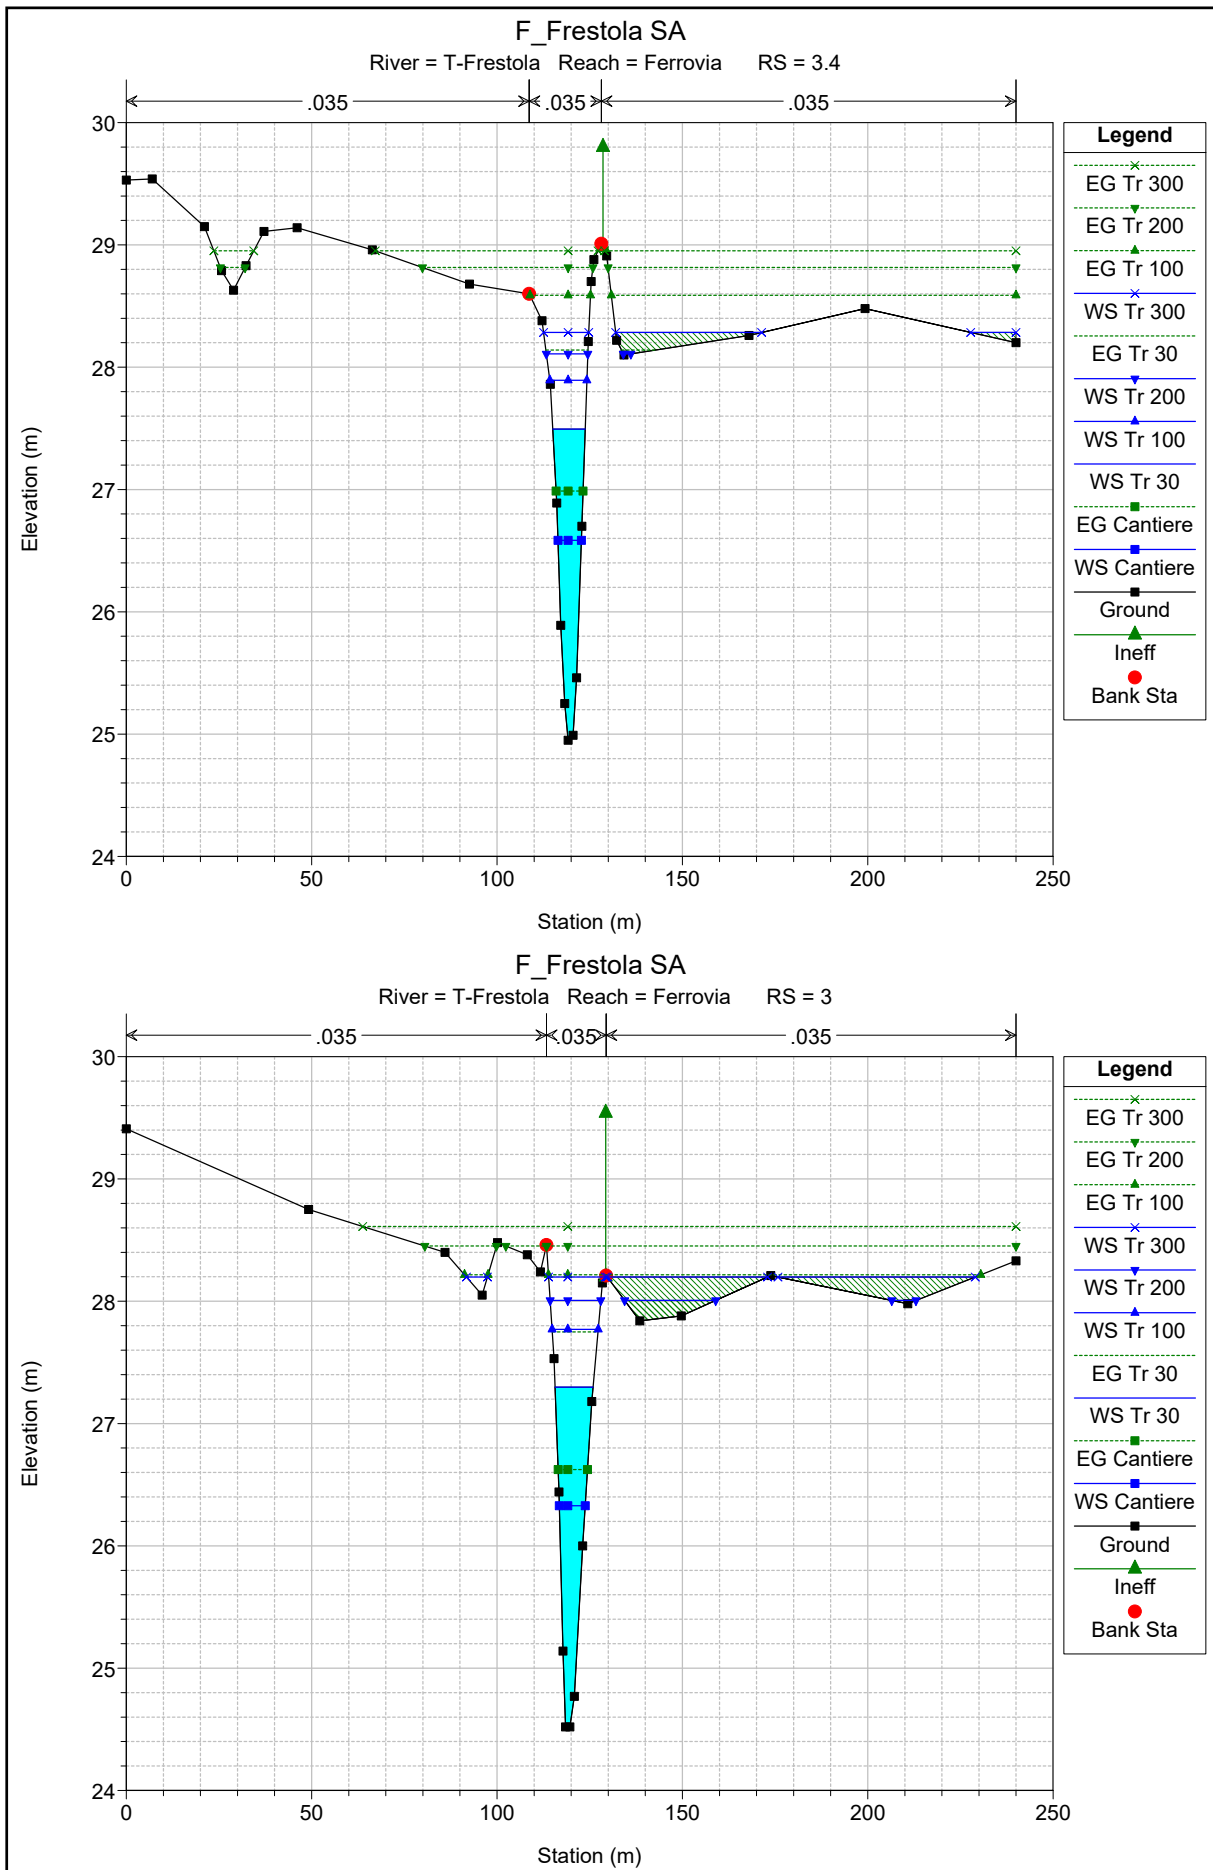 F_Frestola SA
River = T-Frestola Reach = Ferrovia RS = 3.4
.035 .035 .035
30
29
28
27
26
25
24
0 50 100 150 200 250
Station (m)
Elevation (m)
Legend
EG Tr 300
EG Tr 200
EG Tr 100
WS Tr 300
EG Tr 30
WS Tr 200
WS Tr 100
WS Tr 30
EG Cantiere
WS Cantiere
Ground
Ineff
Bank Sta
F_Frestola SA
River = T-Frestola Reach = Ferrovia RS = 3
.035 .035 .035
30
29
28
27
26
25
24
0 50 100 150 200 250
Station (m)
Elevation (m)
Legend
EG Tr 300
EG Tr 200
EG Tr 100
WS Tr 300
WS Tr 200
WS Tr 100
EG Tr 30
WS Tr 30
EG Cantiere
WS Cantiere
Ground
Ineff
Bank Sta